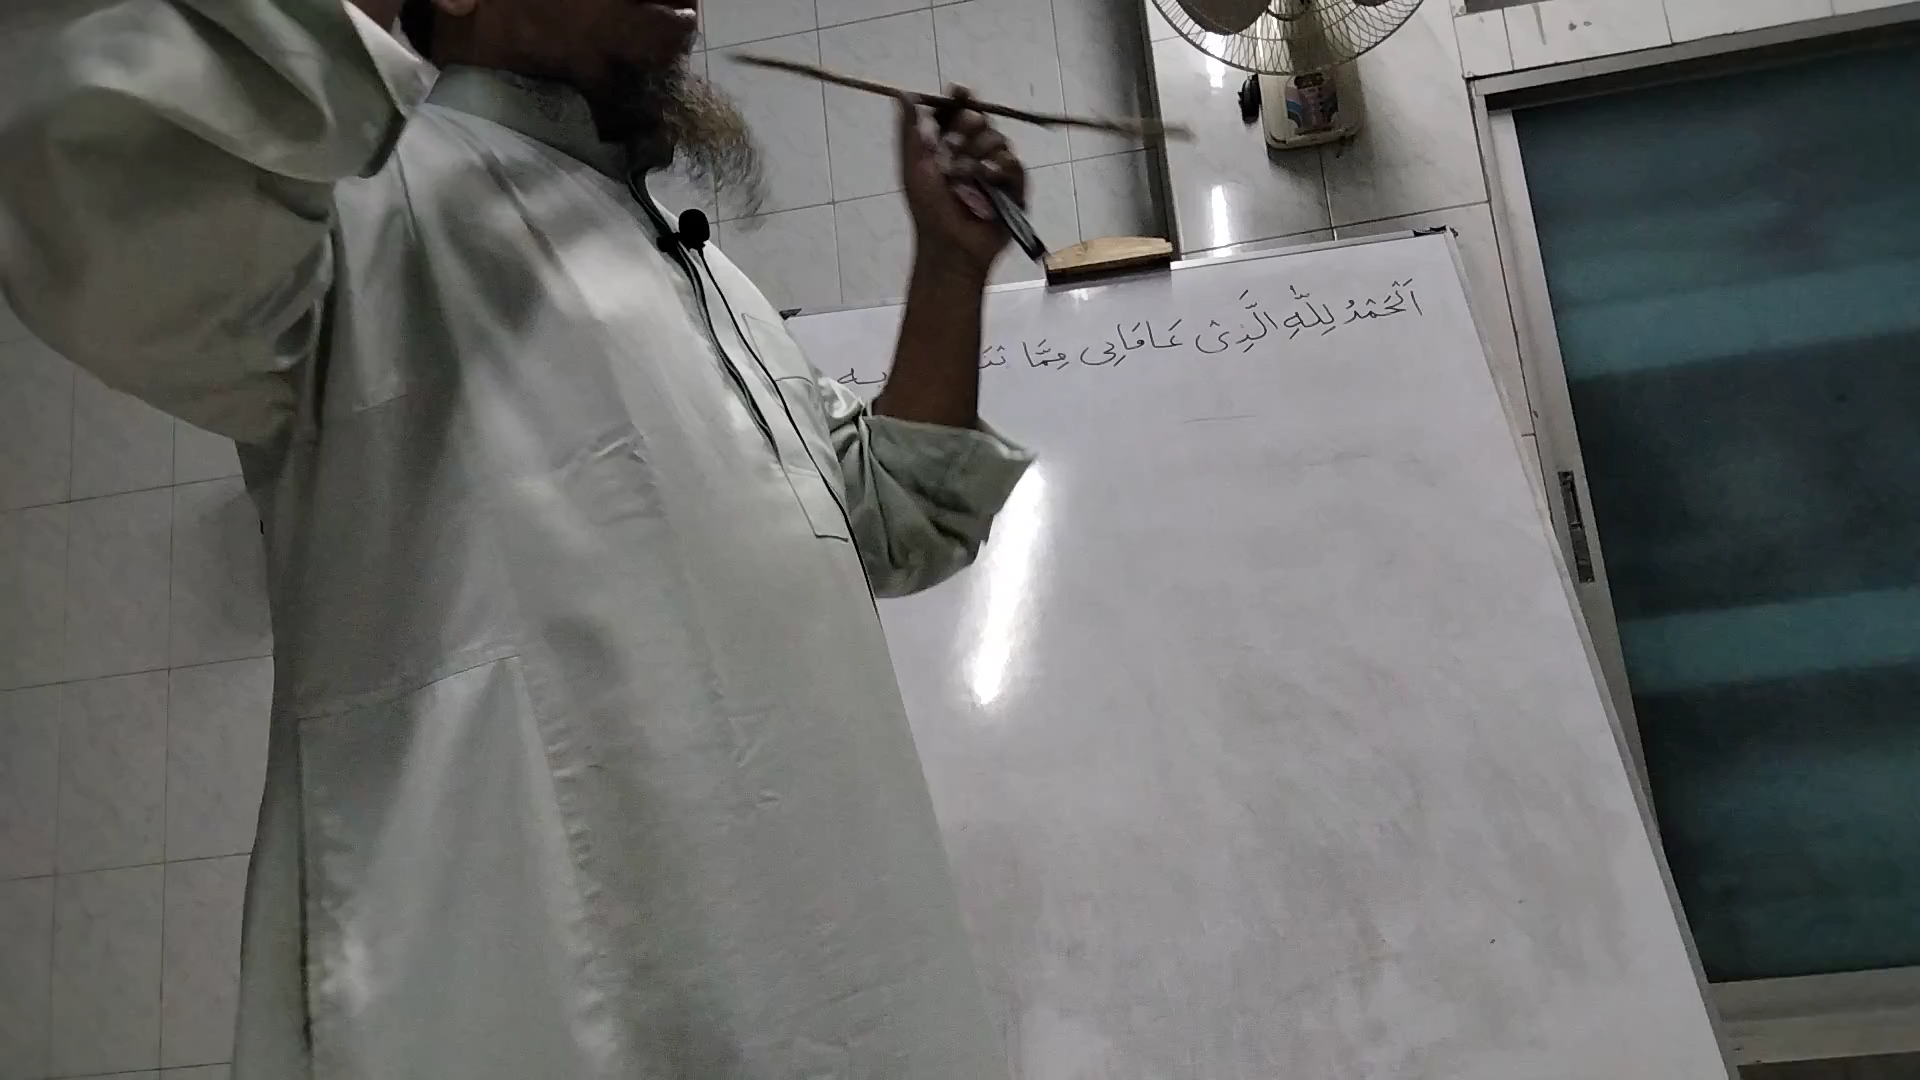 اَلْحَمْدُ لِلّٰهِ الَّذِىْ عَافَانِى مِمَّا